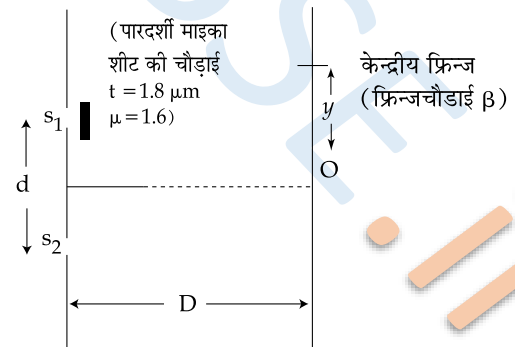 (पारदर्शी माइका
शीट की चौड़ाई
t = 1.8 μm
μ = 1.6)
केन्द्रीय फ्रिन्ज
(फ्रिन्जचौडाई β)
y
s₁
O
d
s₂
D